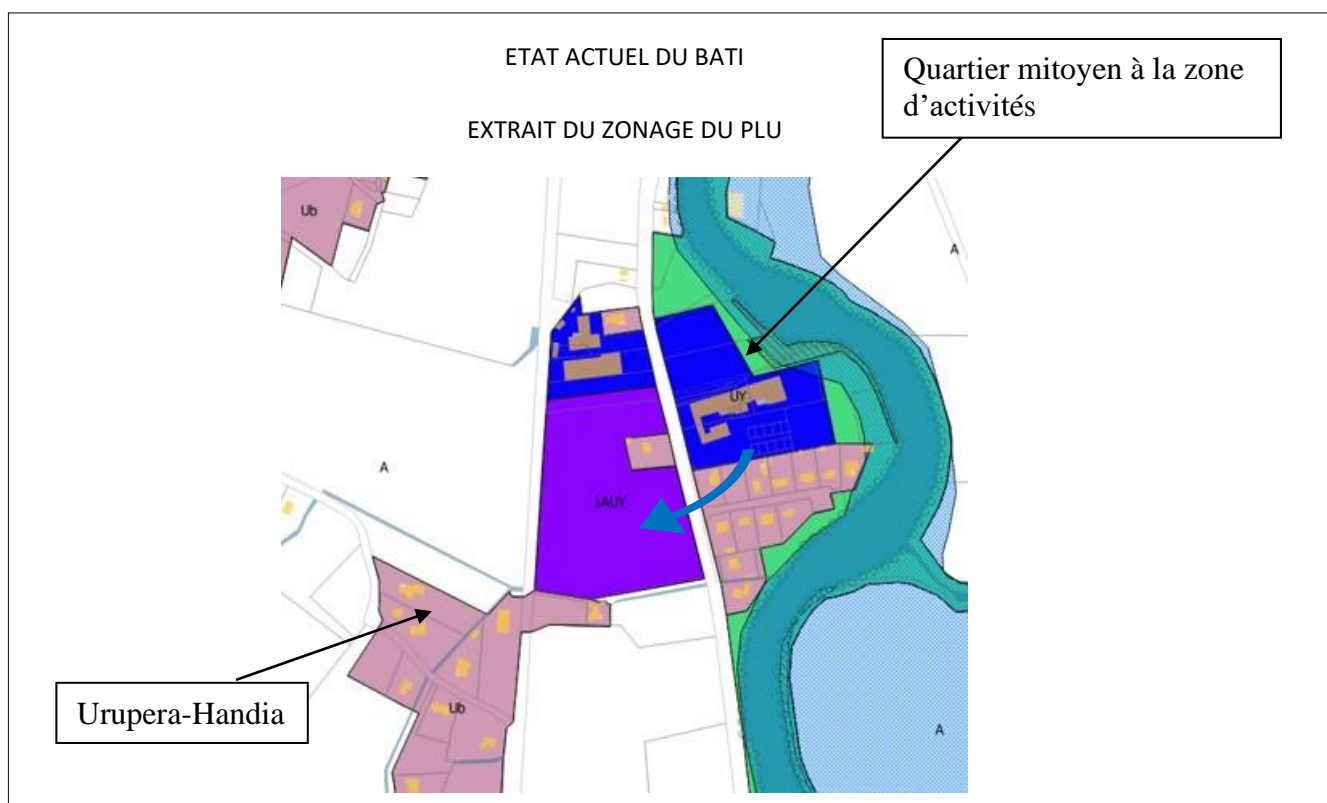 ETAT ACTUEL DU BATI
EXTRAIT DU ZONAGE DU PLU
Quartier mitoyen à la zone
d'activités
Ub
A
UY
A
1AUY
Urupera-Handia
Ub
A